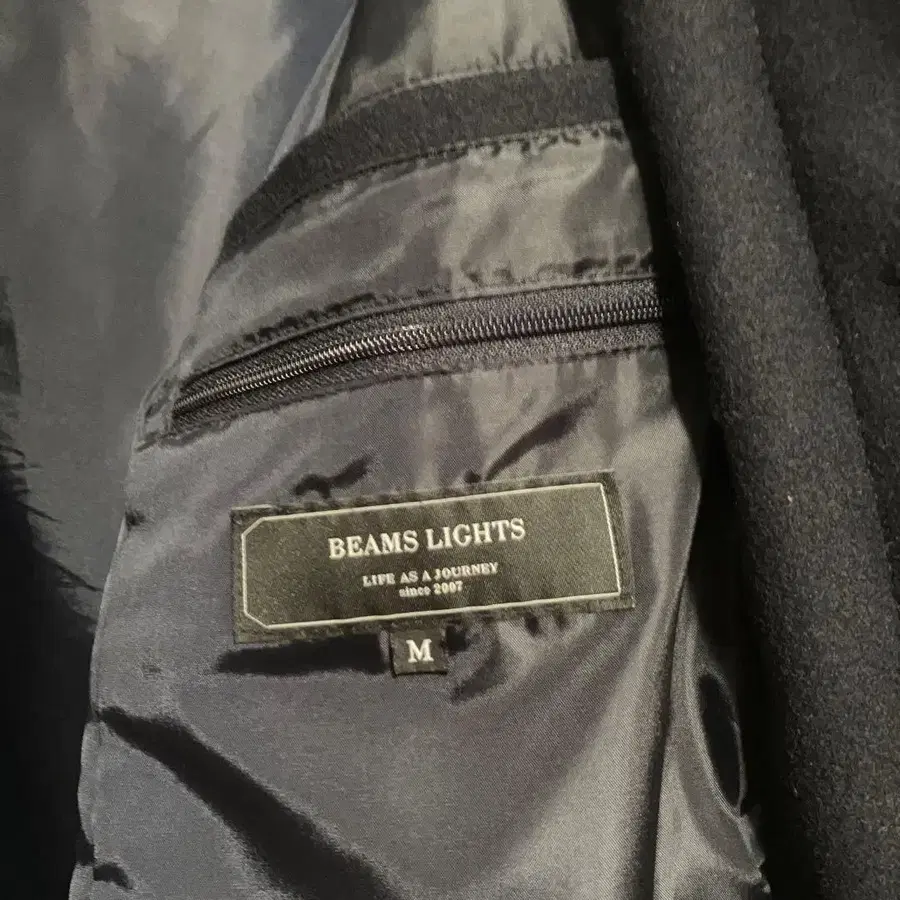 BEAMS LIGHTS
LIFE AS A JOURNEY
since 2007
M